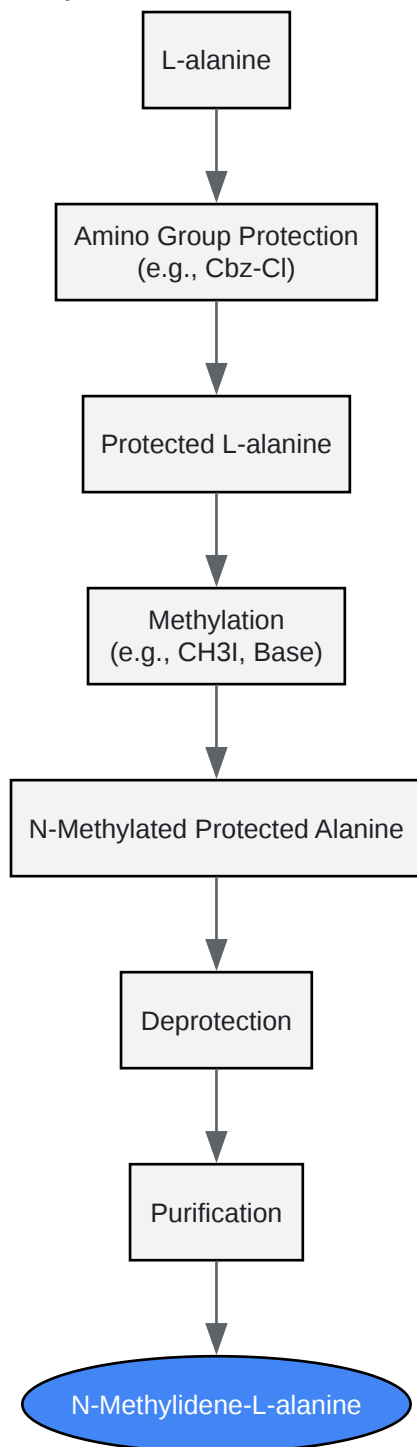 L-alanine
Amino Group Protection
(e.g., Cbz-Cl)
Protected L-alanine
Methylation
(e.g., CH3I, Base)
N-Methylated Protected Alanine
Deprotection
Purification
N-Methylidene-L-alanine